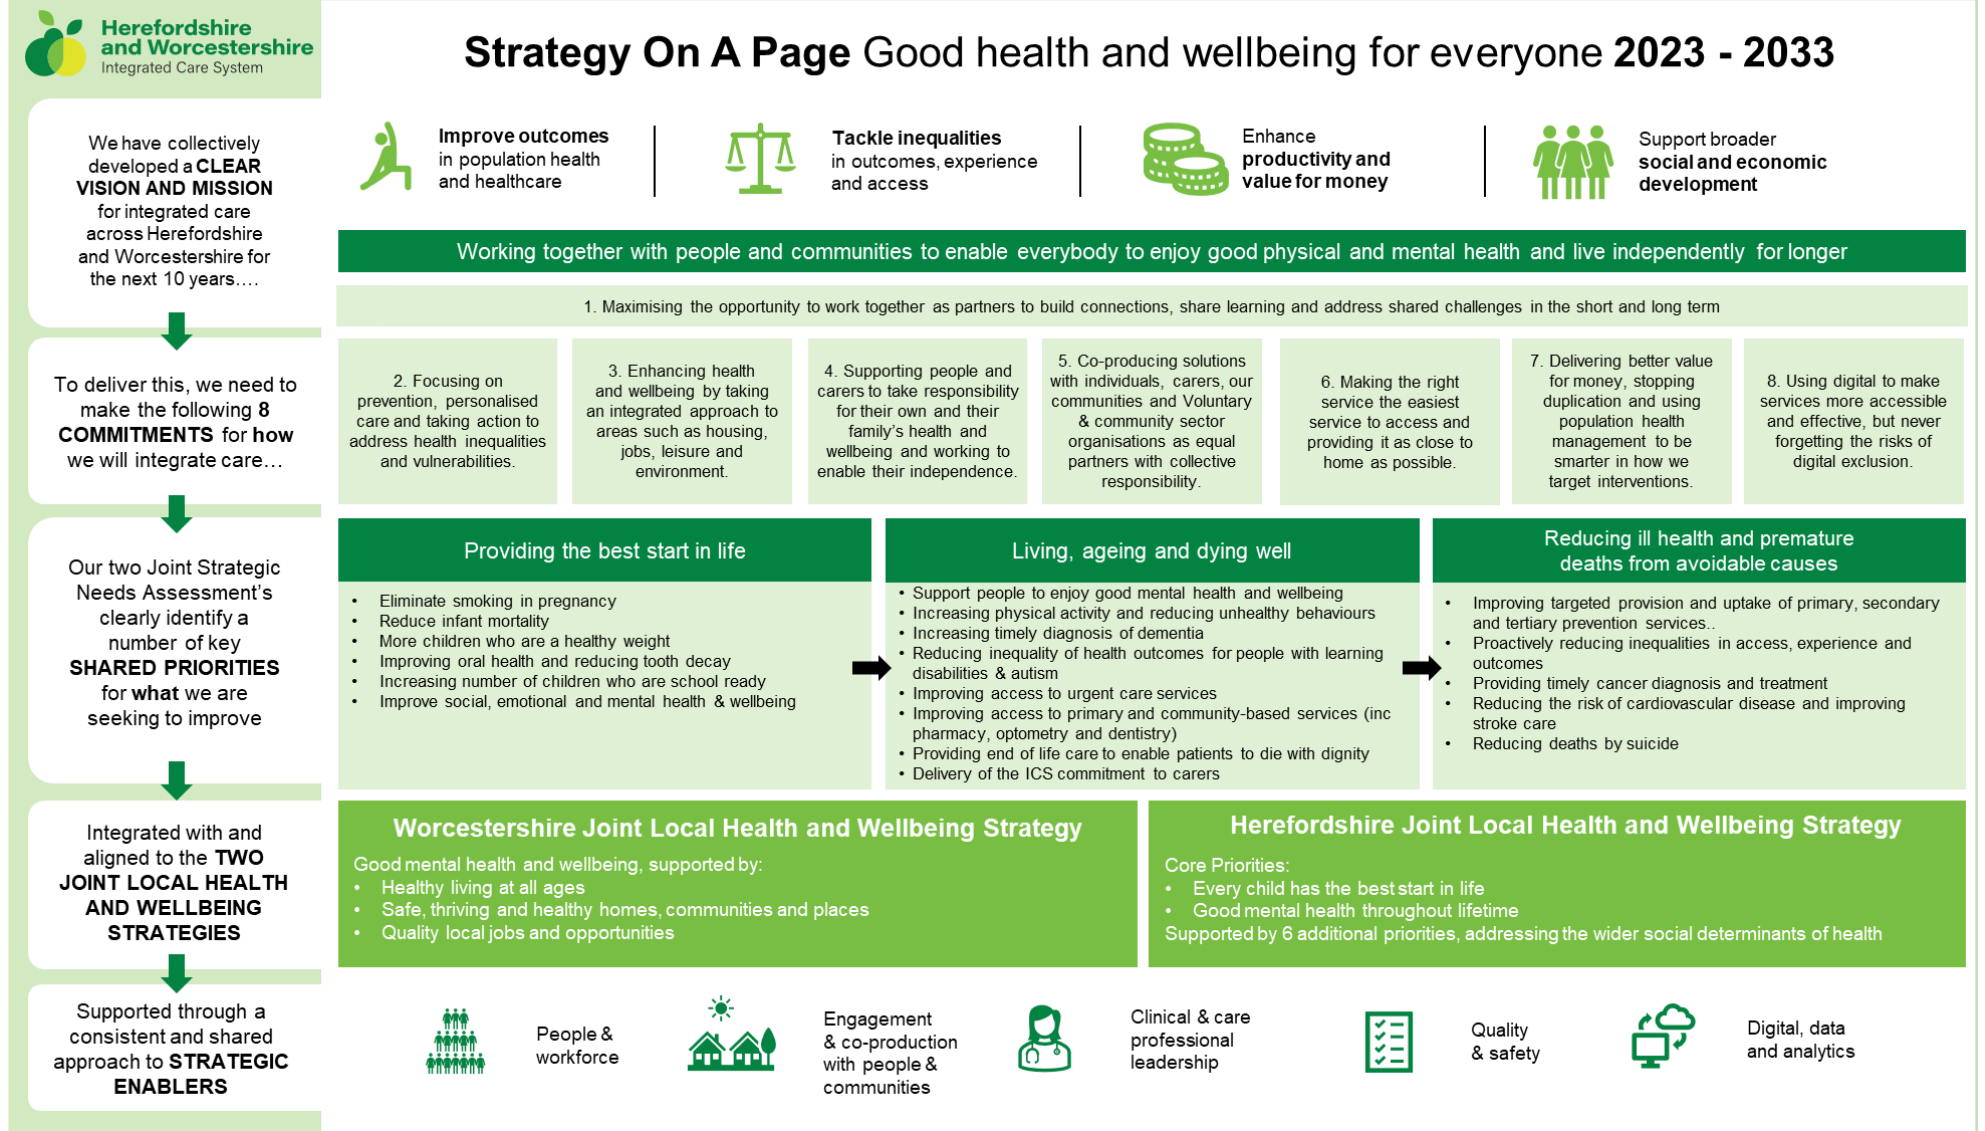 Herefordshire
and Worcestershire
Integrated Care System
Strategy On A Page Good health and wellbeing for everyone 2023 - 2033
We have collectively
developed a CLEAR
VISION AND MISSION
for integrated care
across Herefordshire
and Worcestershire for
the next 10 years….
Improve outcomes
in population health
and healthcare
Tackle inequalities
in outcomes, experience
and access
Enhance
productivity and
value for money
Support broader
social and economic
development
Working together with people and communities to enable everybody to enjoy good physical and mental health and live independently for longer
To deliver this, we need to
make the following 8
COMMITMENTS for how
we will integrate care…
1. Maximising the opportunity to work together as partners to build connections, share learning and address shared challenges in the short and long term
2. Focusing on
prevention, personalised
care and taking action to
address health inequalities
and vulnerabilities.
3. Enhancing health
and wellbeing by taking
an integrated approach to
areas such as housing,
jobs, leisure and
environment.
4. Supporting people and
carers to take responsibility
for their own and their
family's health and
wellbeing and working to
enable their independence.
5. Co-producing solutions
with individuals, carers, our
communities and Voluntary
& community sector
organisations as equal
partners with collective
responsibility.
6. Making the right
service the easiest
service to access and
providing it as close to
home as possible.
7. Delivering better value
for money, stopping
duplication and using
population health
management to be
smarter in how we
target interventions.
8. Using digital to make
services more accessible
and effective, but never
forgetting the risks of
digital exclusion.
Our two Joint Strategic
Needs Assessment's
clearly identify a
number of key
SHARED PRIORITIES
for what we are
seeking to improve
Providing the best start in life
• Eliminate smoking in pregnancy
• Reduce infant mortality
• More children who are a healthy weight
• Improving oral health and reducing tooth decay
• Increasing number of children who are school ready
• Improve social, emotional and mental health & wellbeing
Living, ageing and dying well
• Support people to enjoy good mental health and wellbeing
• Increasing physical activity and reducing unhealthy behaviours
• Increasing timely diagnosis of dementia
• Reducing inequality of health outcomes for people with learning
disabilities & autism
• Improving access to urgent care services
• Improving access to primary and community-based services (inc
pharmacy, optometry and dentistry)
• Providing end of life care to enable patients to die with dignity
• Delivery of the ICS commitment to carers
Reducing ill health and premature
deaths from avoidable causes
• Improving targeted provision and uptake of primary, secondary
and tertiary prevention services..
• Proactively reducing inequalities in access, experience and
outcomes
• Providing timely cancer diagnosis and treatment
• Reducing the risk of cardiovascular disease and improving
stroke care
• Reducing deaths by suicide
Integrated with and
aligned to the TWO
JOINT LOCAL HEALTH
AND WELLBEING
STRATEGIES
Worcestershire Joint Local Health and Wellbeing Strategy
Good mental health and wellbeing, supported by:
• Healthy living at all ages
• Safe, thriving and healthy homes, communities and places
• Quality local jobs and opportunities
Herefordshire Joint Local Health and Wellbeing Strategy
Core Priorities:
• Every child has the best start in life
• Good mental health throughout lifetime
Supported by 6 additional priorities, addressing the wider social determinants of health
Supported through a
consistent and shared
approach to STRATEGIC
ENABLERS
People &
workforce
Engagement
& co-production
with people &
communities
Clinical & care
professional
leadership
Quality
& safety
Digital, data
and analytics